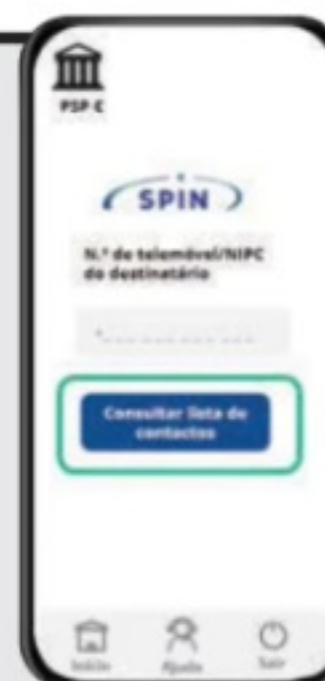 PSP C
SPIN
N.º de telemóvel/NIPC
do destinatário
Consultar lista de
contactos
Início
Ajuda
Sair